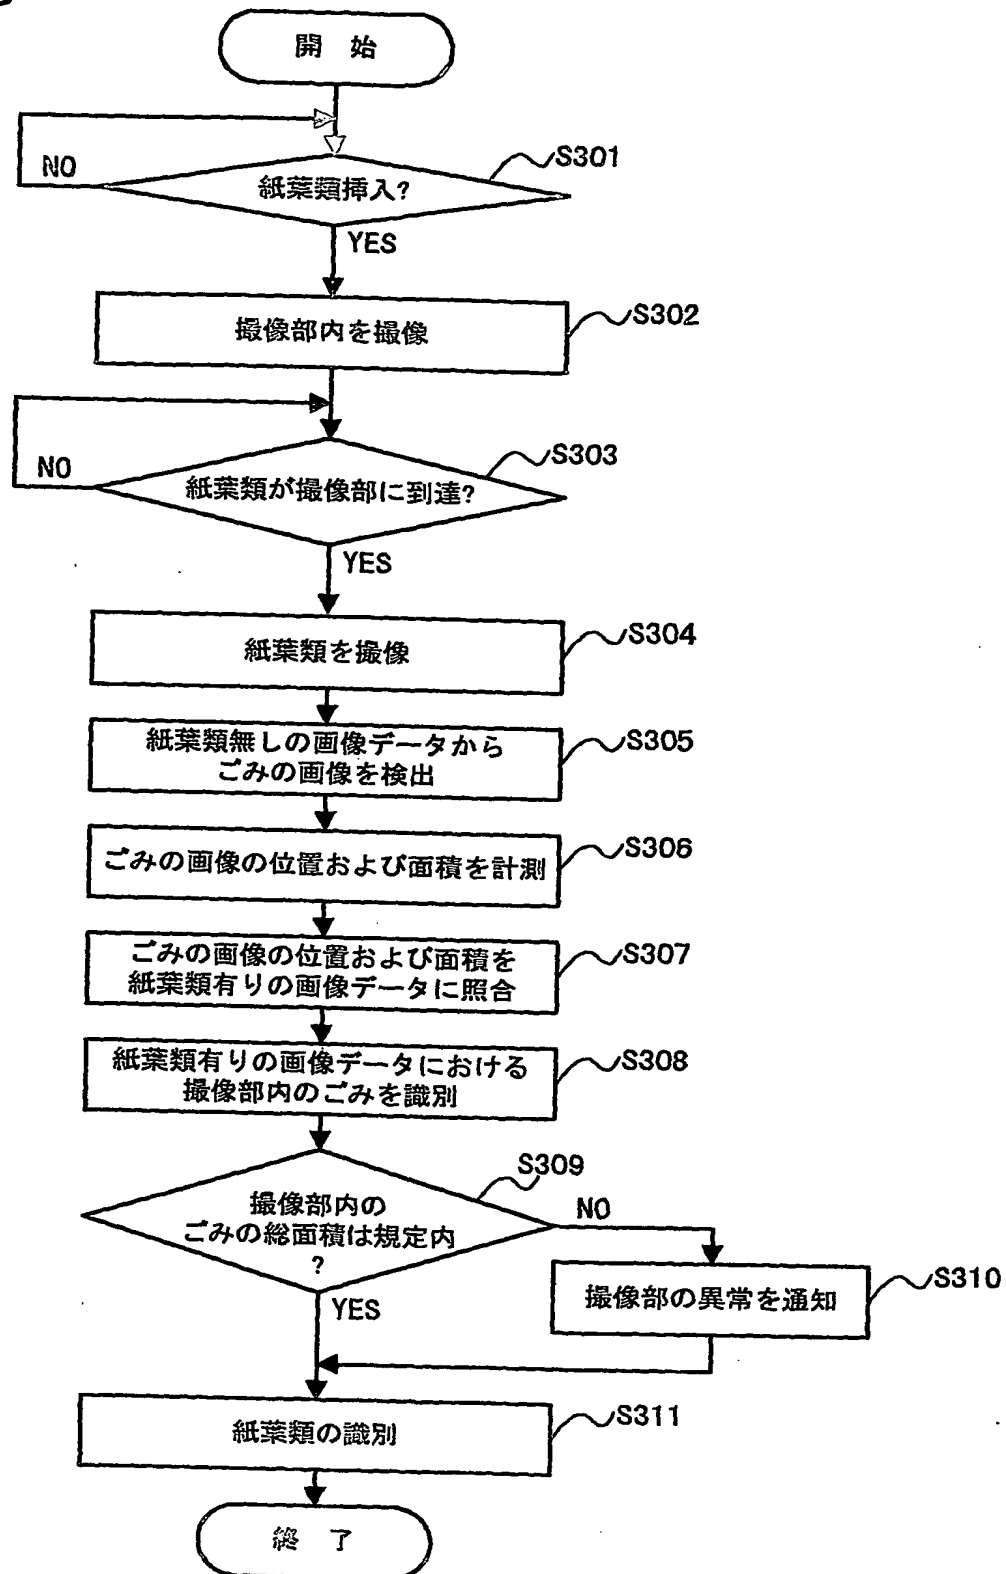 開 始
S301
紙葉類挿入?
NO
YES
S302
撮像部内を撮像
S303
紙葉類が撮像部に到達?
NO
YES
S304
紙葉類を撮像
S305
紙葉類無しの画像データから
ごみの画像を検出
S306
ごみの画像の位置および面積を計測
S307
ごみの画像の位置および面積を
紙葉類有りの画像データに照合
S308
紙葉類有りの画像データにおける
撮像部内のごみを識別
S309
撮像部内の
ごみの総面積は規定内
?
NO
YES
S310
撮像部の異常を通知
S311
紙葉類の識別
終 了